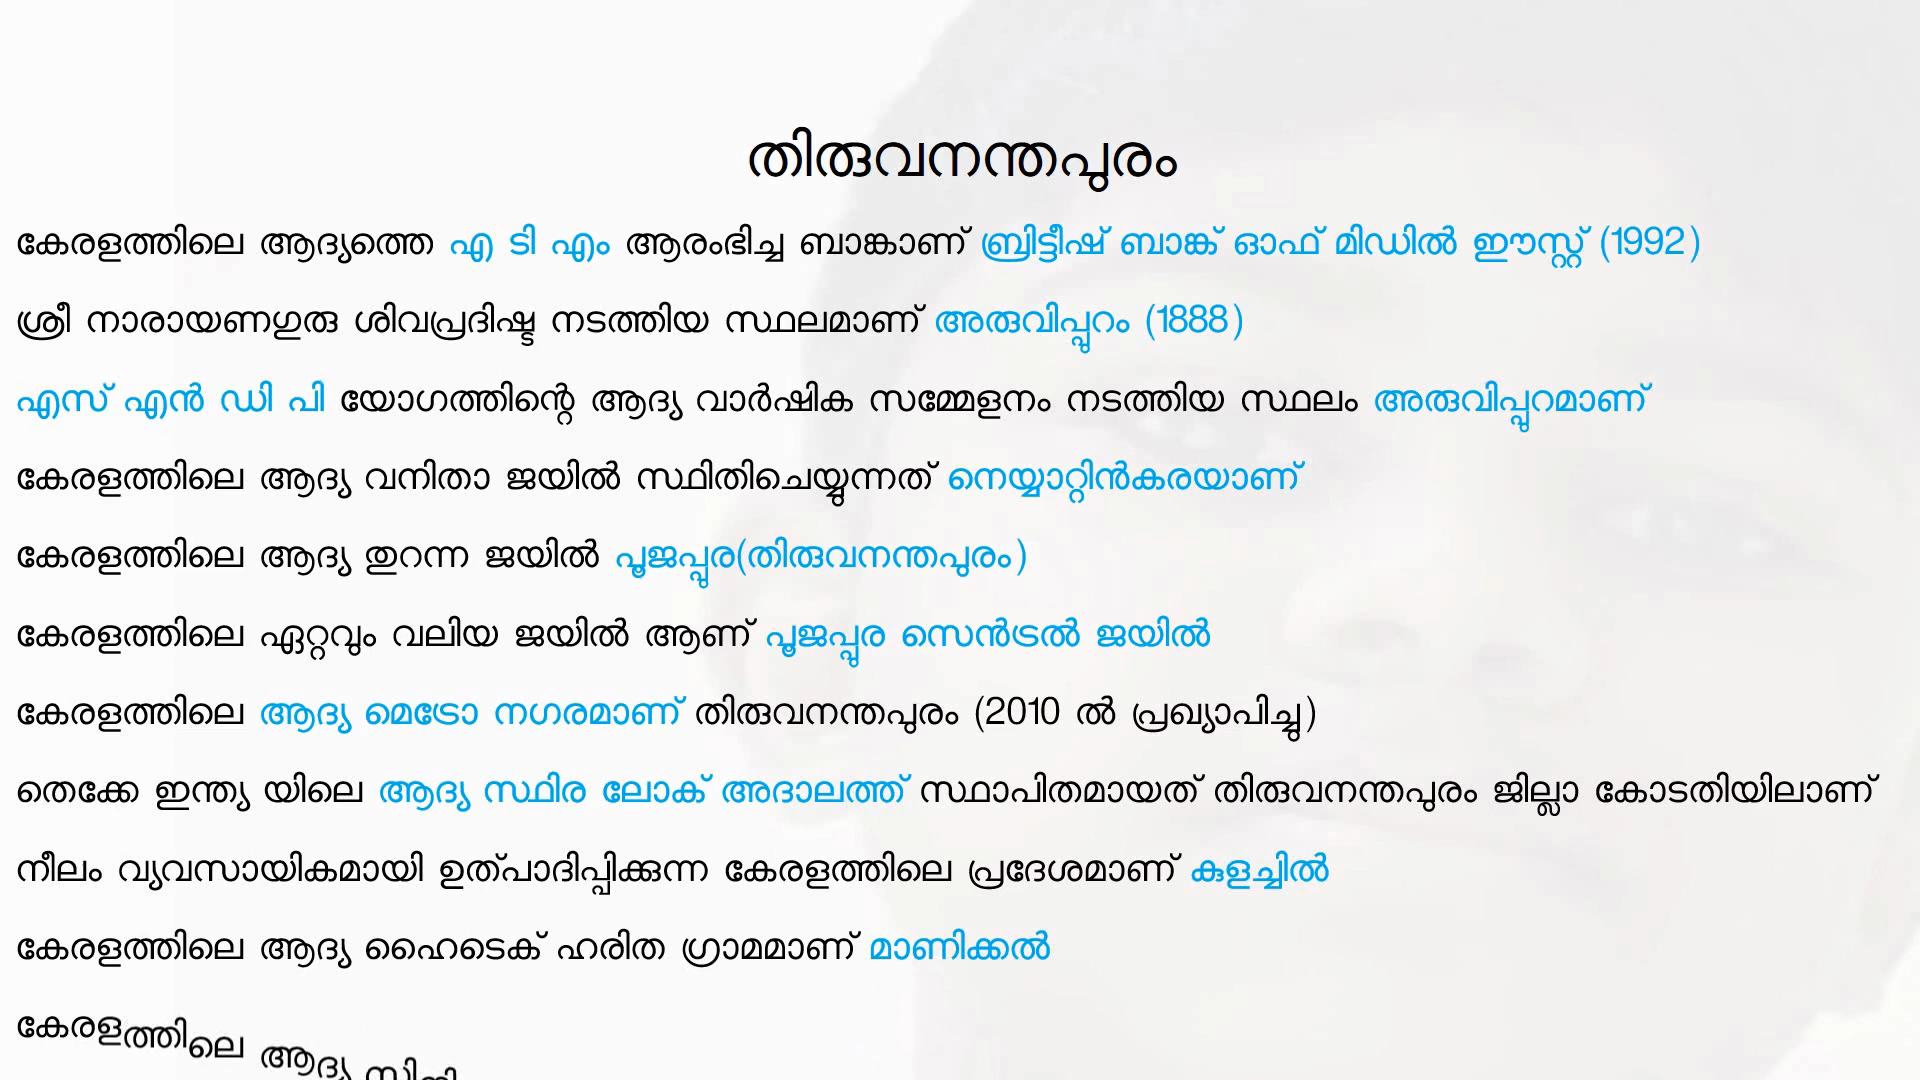 തിരുവനന്തപുരം
കേരളത്തിലെ ആദ്യത്തെ എ ടി എം ആരംഭിച്ച ബാങ്കാണ് ബ്രിട്ടീഷ് ബാങ്ക് ഓഫ് മിഡിൽ ഈസ്റ്റ് (1992)
ശ്രീ നാരായണഗുരു ശിവപ്രദിഷ്ട നടത്തിയ സ്ഥലമാണ് അരുവിപ്പുറം (1888)
എസ് എൻ ഡി പി യോഗത്തിന്റെ ആദ്യ വാർഷിക സമ്മേളനം നടത്തിയ സ്ഥലം അരുവിപ്പുറമാണ്
കേരളത്തിലെ ആദ്യ വനിതാ ജയിൽ സ്ഥിതിചെയ്യുന്നത് നെയ്യാറ്റിൻകരയാണ്
കേരളത്തിലെ ആദ്യ തുറന്ന ജയിൽ പൂജപ്പുര(തിരുവനന്തപുരം)
കേരളത്തിലെ ഏറ്റവും വലിയ ജയിൽ ആണ് പൂജപ്പുര സെൻട്രൽ ജയിൽ
കേരളത്തിലെ ആദ്യ മെട്രോ നഗരമാണ് തിരുവനന്തപുരം (2010 ൽ പ്രഖ്യാപിച്ചു)
തെക്കേ ഇന്ത്യ യിലെ ആദ്യ സ്ഥിര ലോക് അദാലത്ത് സ്ഥാപിതമായത് തിരുവനന്തപുരം ജില്ലാ കോടതിയിലാണ്
നീലം വ്യവസായികമായി ഉത്പാദിപ്പിക്കുന്ന കേരളത്തിലെ പ്രദേശമാണ് കുളച്ചിൽ
കേരളത്തിലെ ആദ്യ ഹൈടെക് ഹരിത ഗ്രാമമാണ് മാണിക്കൽ
കേരളത്തിലെ ആദ്യ